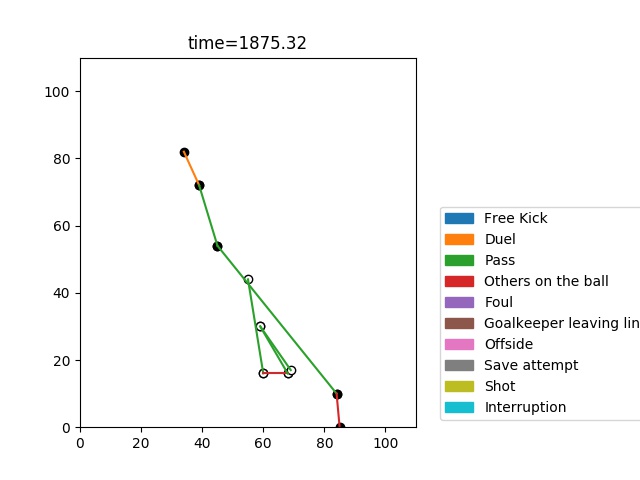 time=1875.32
100
80
60
40
20
0
0 20 40 60 80 100
Free Kick
Duel
Pass
Others on the ball
Foul
Goalkeeper leaving lin
Offside
Save attempt
Shot
Interruption